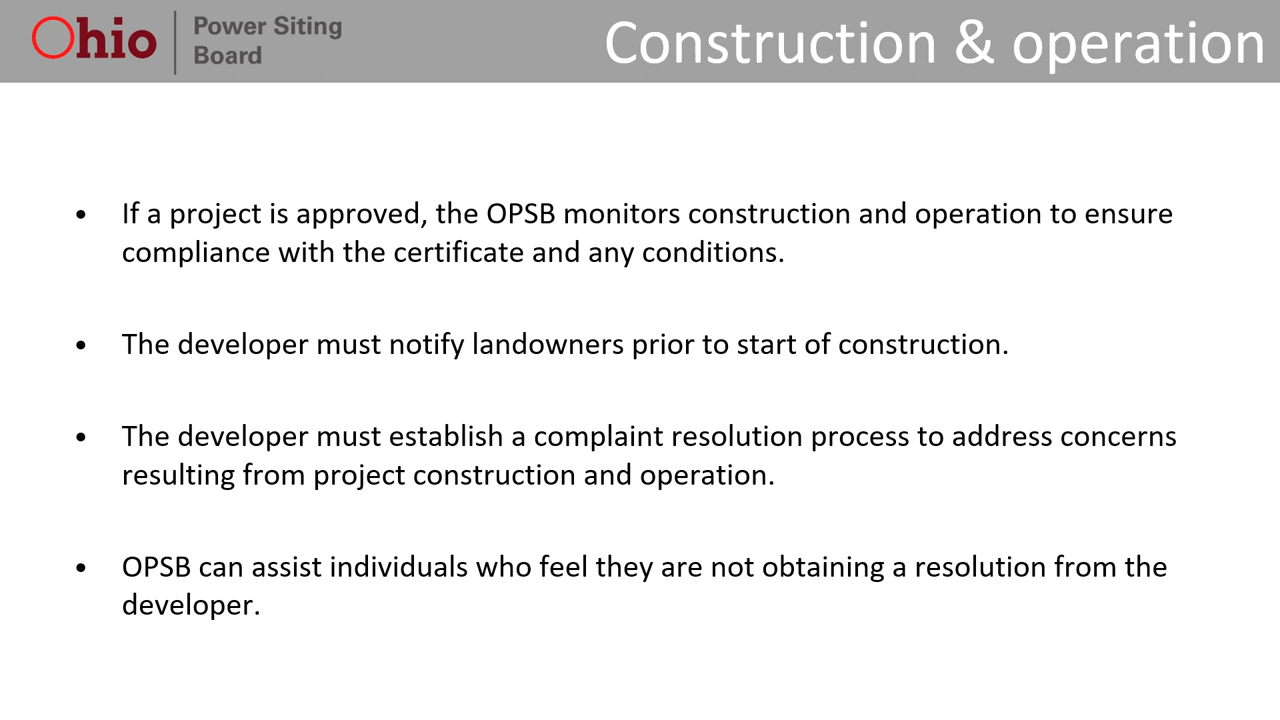 Ohio
Power Siting
Board
Construction & operation
• If a project is approved, the OPSB monitors construction and operation to ensure
compliance with the certificate and any conditions.
• The developer must notify landowners prior to start of construction.
• The developer must establish a complaint resolution process to address concerns
resulting from project construction and operation.
• OPSB can assist individuals who feel they are not obtaining a resolution from the
developer.